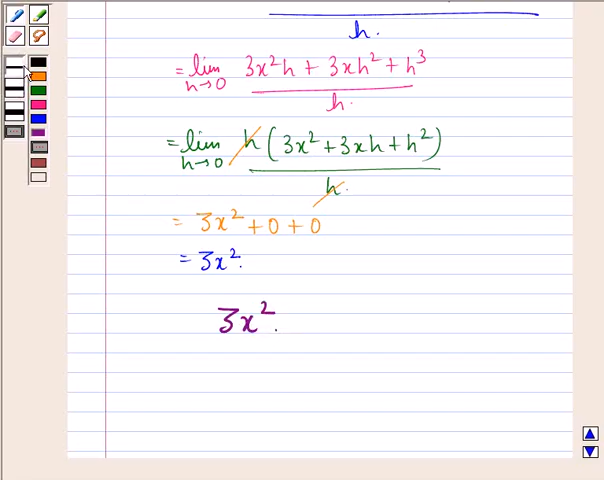 h.
= lim h→0 3x²h + 3xh² + h³ / h.
= lim h→0 h (3x² + 3xh + h²) / h.
= 3x² + 0 + 0
= 3x².
3x².